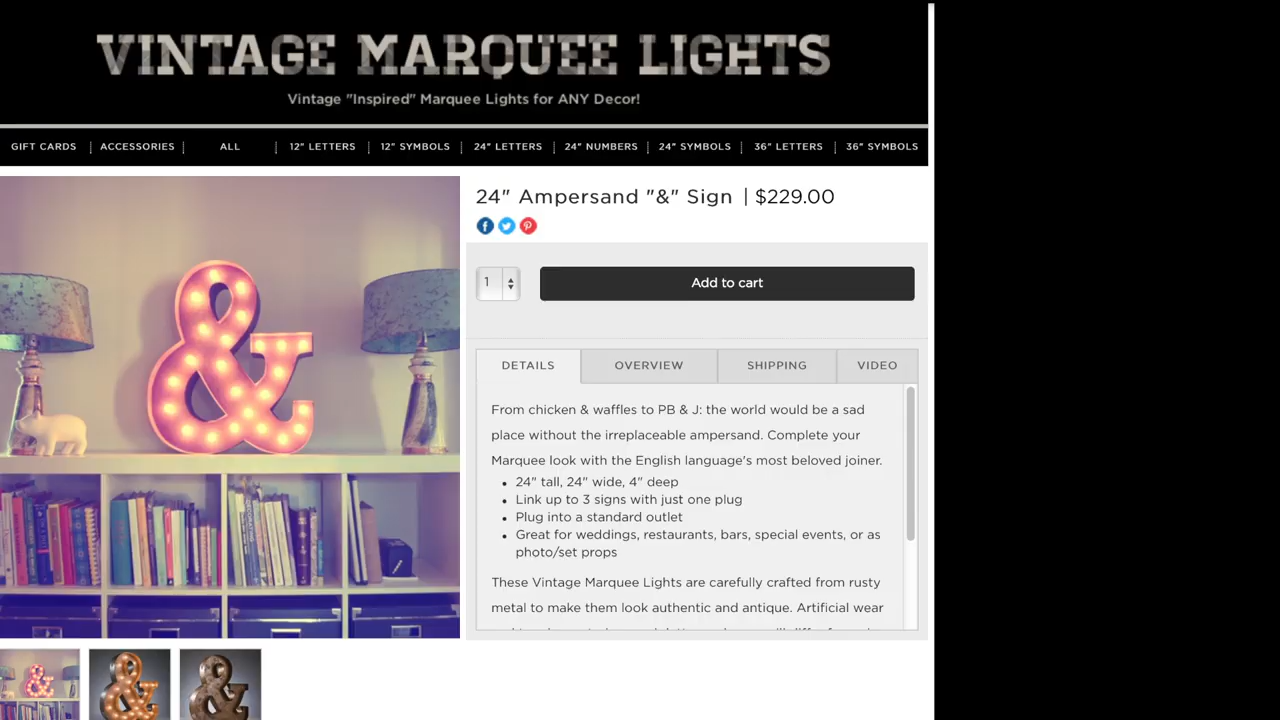 VINTAGE MARQUEE LIGHTS
Vintage "Inspired" Marquee Lights for ANY Decor!
GIFT CARDS | ACCESSORIES | ALL | 12" LETTERS | 12" SYMBOLS | 24" LETTERS | 24" NUMBERS | 24" SYMBOLS | 36" LETTERS | 36" SYMBOLS
&
24" Ampersand "&" Sign | $229.00
1
Add to cart
DETAILS OVERVIEW SHIPPING VIDEO
From chicken & waffles to PB & J: the world would be a sad
place without the irreplaceable ampersand. Complete your
Marquee look with the English language's most beloved joiner.
• 24" tall, 24" wide, 4" deep
• Link up to 3 signs with just one plug
• Plug into a standard outlet
• Great for weddings, restaurants, bars, special events, or as
photo/set props
These Vintage Marquee Lights are carefully crafted from rusty
metal to make them look authentic and antique. Artificial wear
& & &